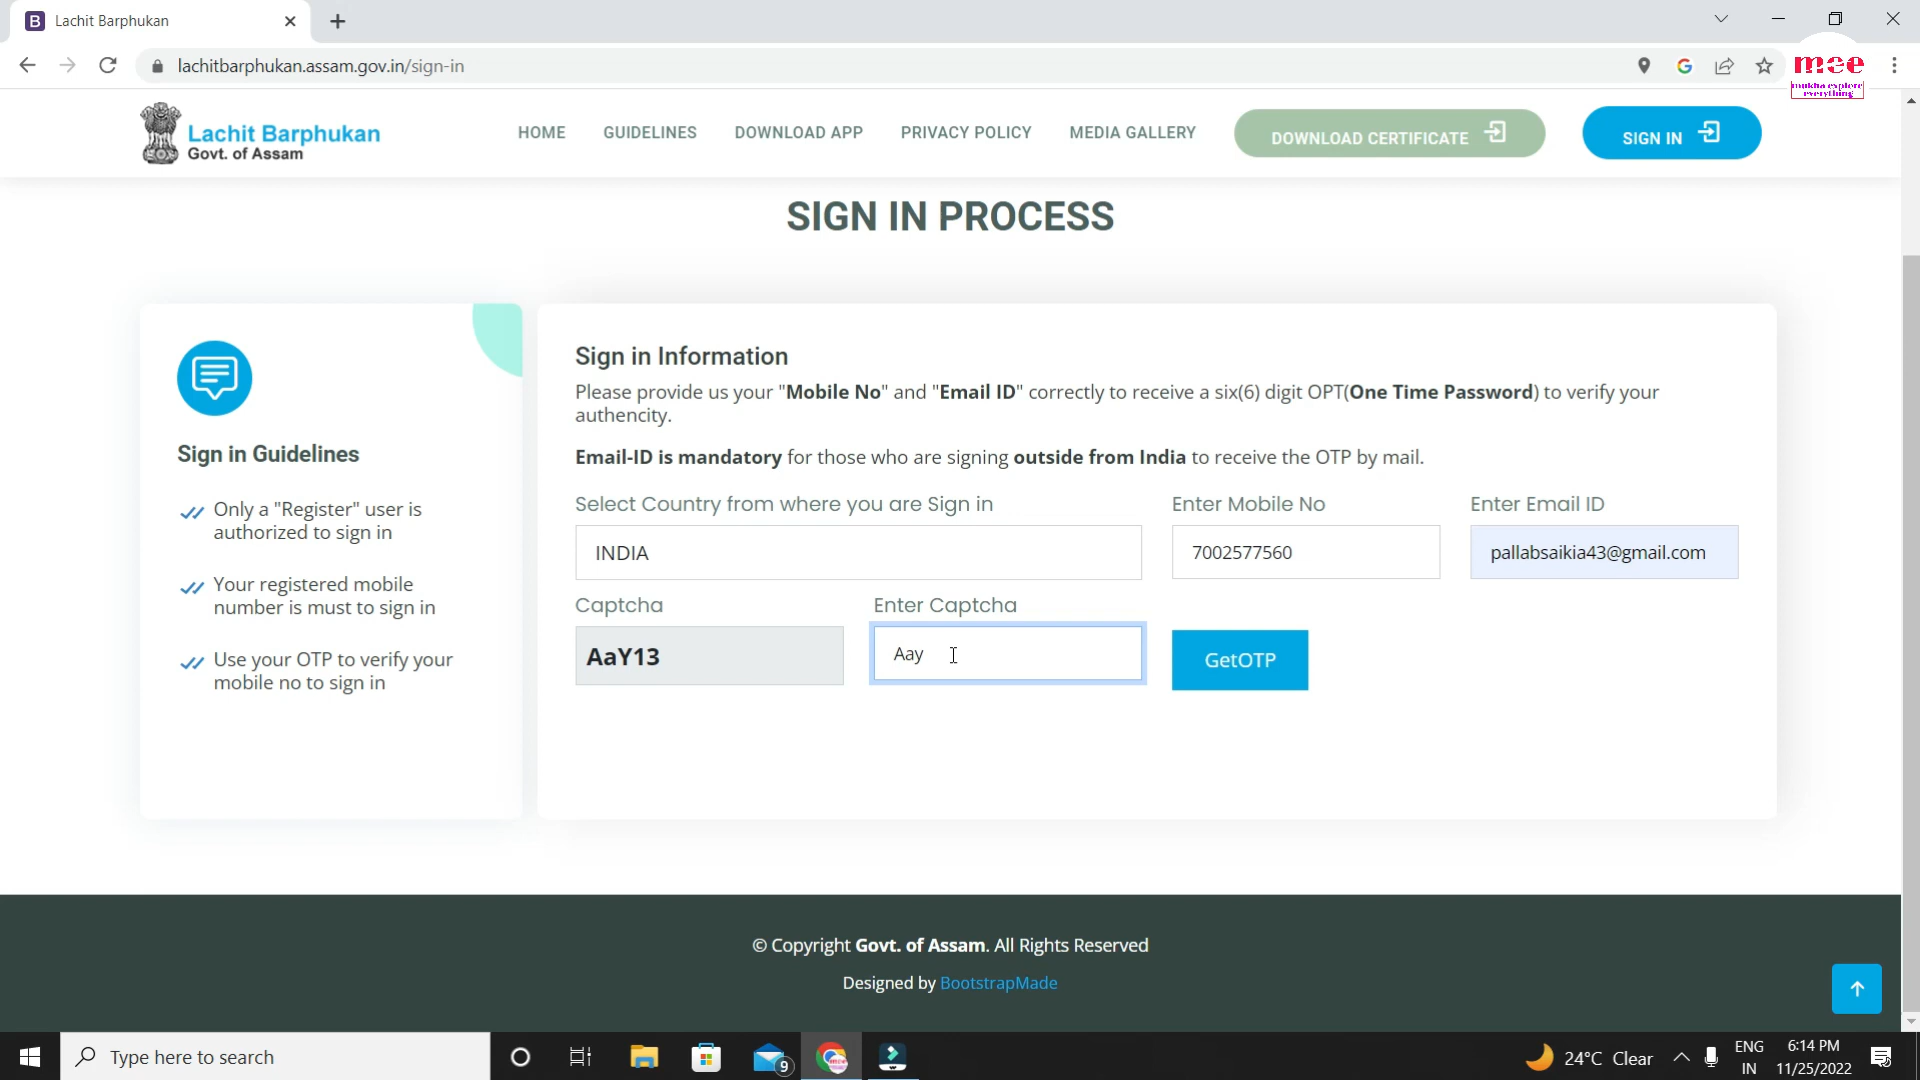 Lachit Barphukan
lachitbarphukan.assam.gov.in/sign-in
mae
mukha explore
everything
Lachit Barphukan
Govt. of Assam
HOME
GUIDELINES
DOWNLOAD APP
PRIVACY POLICY
MEDIA GALLERY
DOWNLOAD CERTIFICATE
SIGN IN
SIGN IN PROCESS
Sign in Guidelines
Only a "Register" user is
authorized to sign in
Your registered mobile
number is must to sign in
Use your OTP to verify your
mobile no to sign in
Sign in Information
Please provide us your "Mobile No" and "Email ID" correctly to receive a six(6) digit OPT(One Time Password) to verify your
authencity.
Email-ID is mandatory for those who are signing outside from India to receive the OTP by mail.
Select Country from where you are Sign in
Enter Mobile No
Enter Email ID
INDIA
7002577560
pallabsaikia43@gmail.com
Captcha
Enter Captcha
AaY13
Aay
GetOTP
© Copyright Govt. of Assam. All Rights Reserved
Designed by BootstrapMade
Type here to search
9
24°C Clear
ENG
IN
6:14 PM
11/25/2022